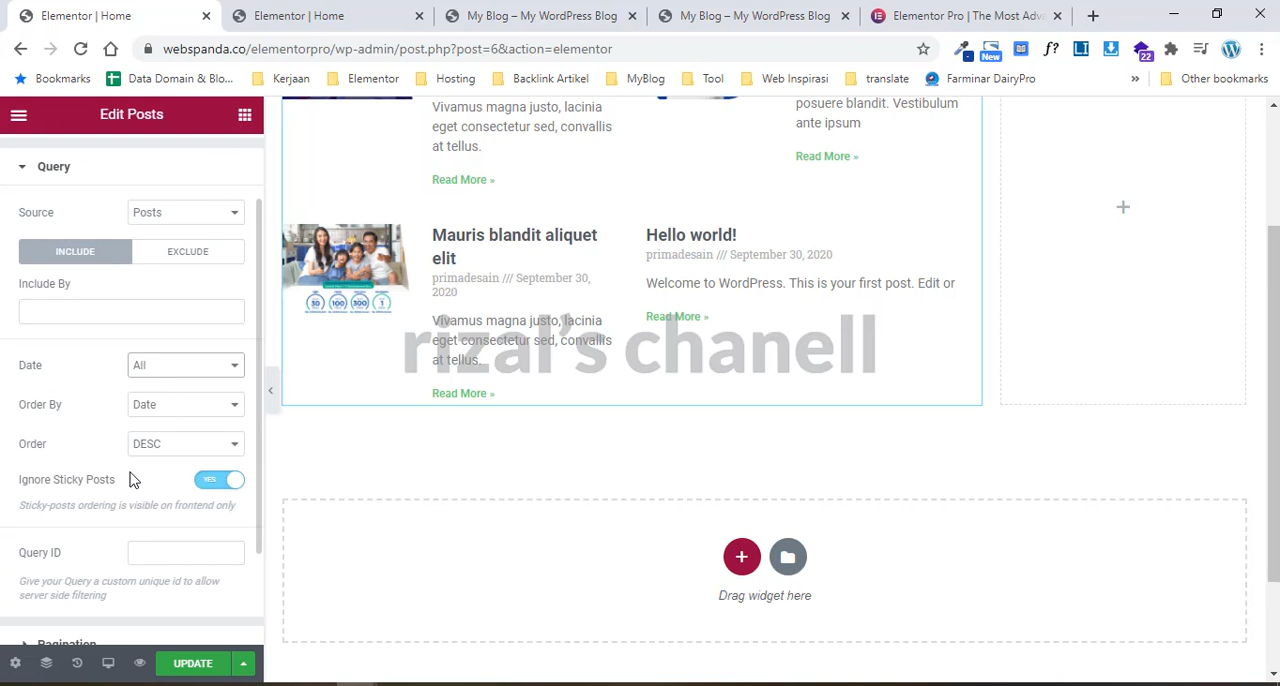 Elementor | Home
Elementor | Home
My Blog – My WordPress Blog
My Blog – My WordPress Blog
Elementor Pro | The Most Adv
webspanda.co/elementorpro/wp-admin/post.php?post=6&action=elementor
f?
New
22
Bookmarks
Data Domain & Blo...
Kerjaan
Elementor
Hosting
Backlink Artikel
MyBlog
Tool
Web Inspirasi
translate
Farminar DairyPro
»
Other bookmarks
Edit Posts
Query
Source
Posts
INCLUDE
EXCLUDE
Include By
Date
All
Order By
Date
Order
DESC
Ignore Sticky Posts
YES
Sticky-posts ordering is visible on frontend only
Query ID
Give your Query a custom unique id to allow
server side filtering
Pagination
UPDATE
Vivamus magna justo, lacinia
eget consectetur sed, convallis
at tellus.
Read More »
posuere blandit. Vestibulum
ante ipsum
Read More »
Mauris blandit aliquet
elit
primadesain /// September 30,
2020
Vivamus magna justo, lacinia
eget consectetur sed, convallis
at tellus.
Read More »
Hello world!
primadesain /// September 30, 2020
Welcome to WordPress. This is your first post. Edit or
Read More »
30
100
300
1
rizal's chanell
Drag widget here